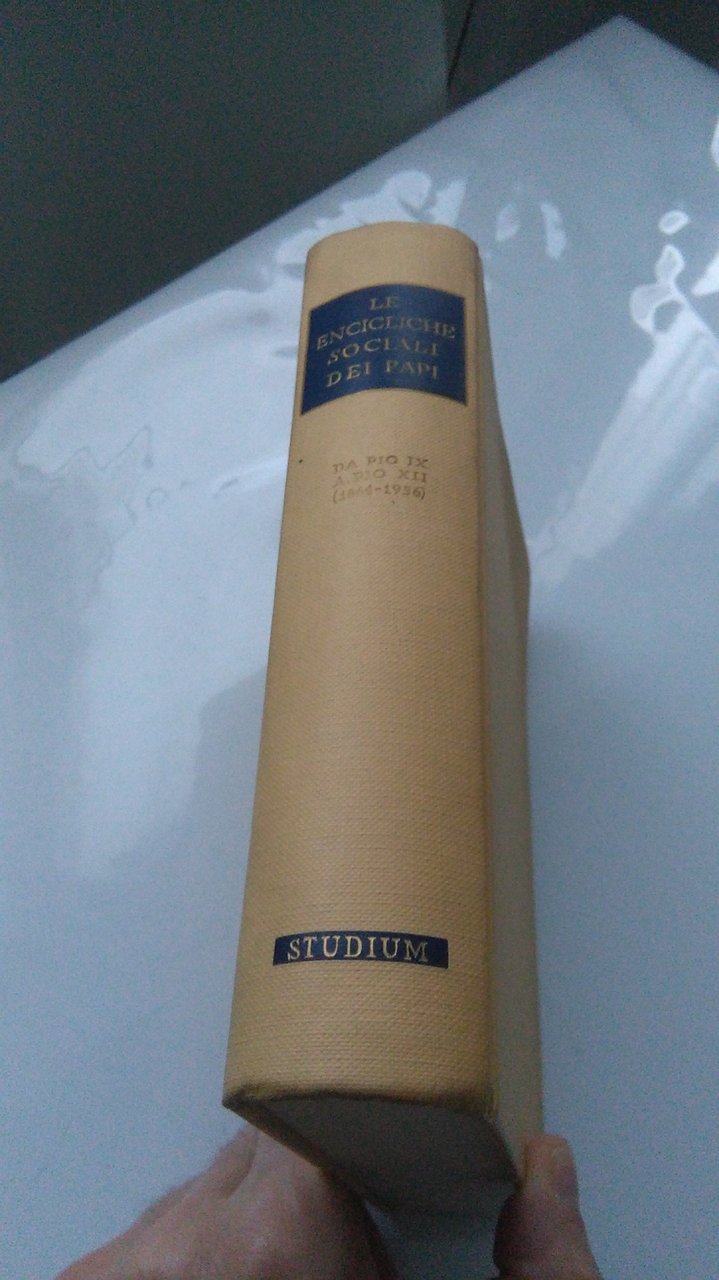 LE
ENCICLICHE
SOCIALI
DEI PAPI
DA PIO IX
A PIO XII
(1864-1956)
STUDIUM